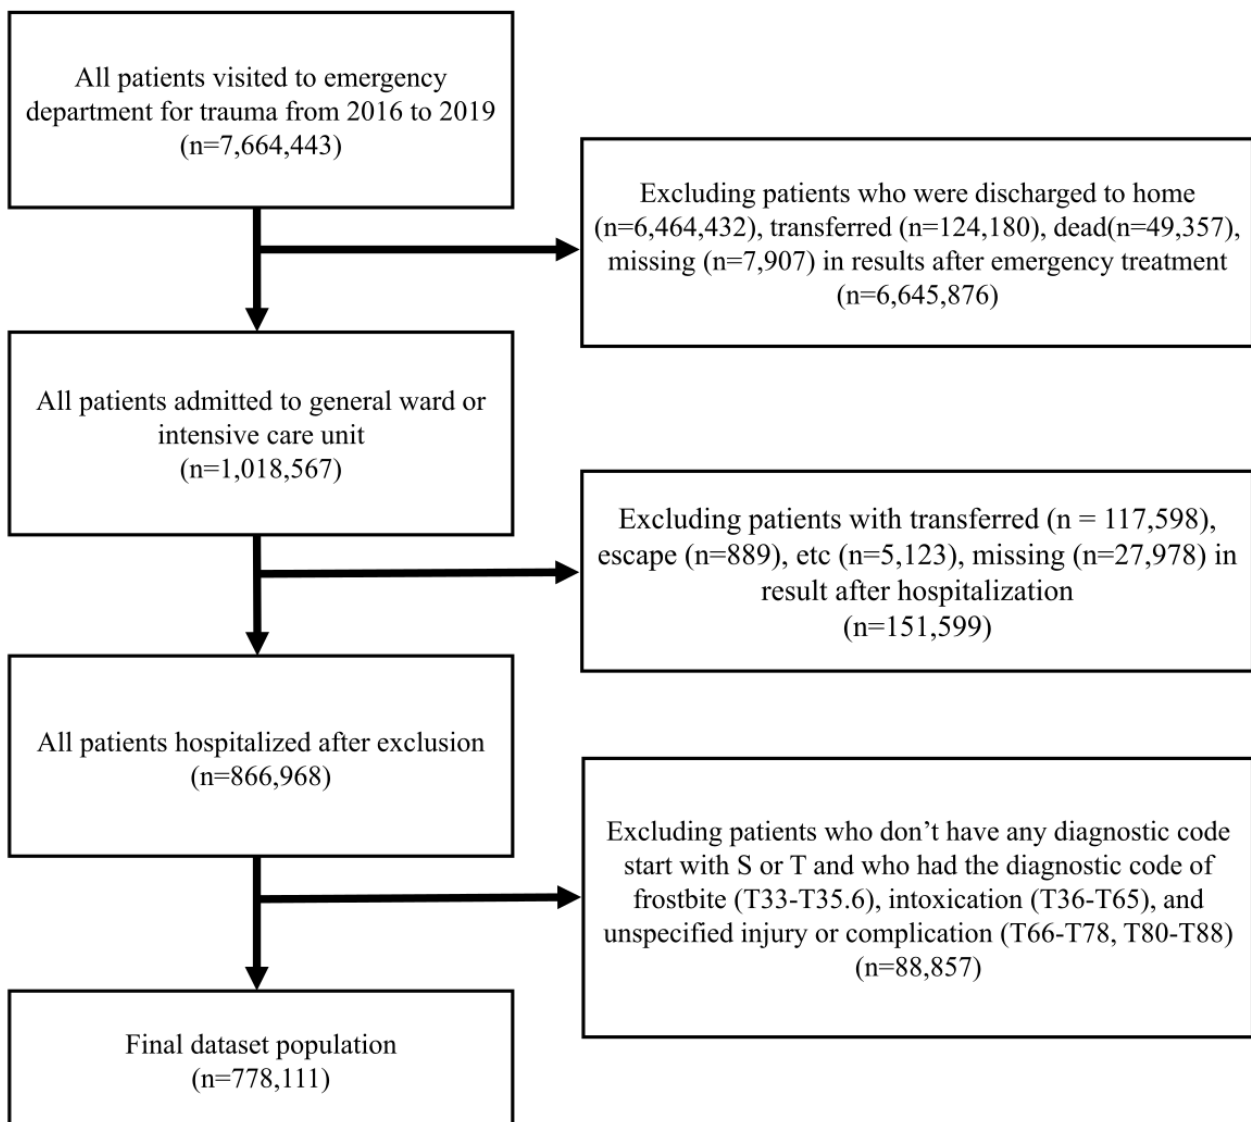 All patients visited to emergency
department for trauma from 2016 to 2019
(n=7,664,443)
Excluding patients who were discharged to home
(n=6,464,432), transferred (n=124,180), dead(n=49,357),
missing (n=7,907) in results after emergency treatment
(n=6,645,876)
All patients admitted to general ward or
intensive care unit
(n=1,018,567)
Excluding patients with transferred (n = 117,598),
escape (n=889), etc (n=5,123), missing (n=27,978) in
result after hospitalization
(n=151,599)
All patients hospitalized after exclusion
(n=866,968)
Excluding patients who don’t have any diagnostic code
start with S or T and who had the diagnostic code of
frostbite (T33-T35.6), intoxication (T36-T65), and
unspecified injury or complication (T66-T78, T80-T88)
(n=88,857)
Final dataset population
(n=778,111)